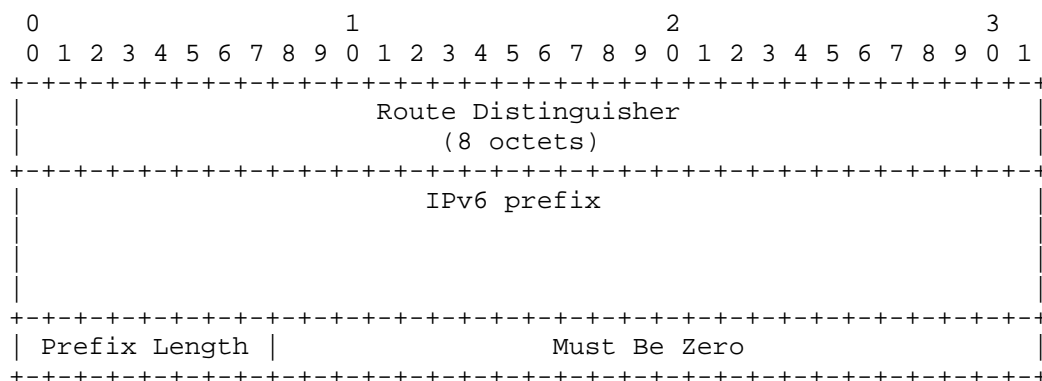 0                   1                   2                   3
 0 1 2 3 4 5 6 7 8 9 0 1 2 3 4 5 6 7 8 9 0 1 2 3 4 5 6 7 8 9 0 1
+-+-+-+-+-+-+-+-+-+-+-+-+-+-+-+-+-+-+-+-+-+-+-+-+-+-+-+-+-+-+-+-+
|                      Route Distinguisher                      |
|                          (8 octets)                           |
+-+-+-+-+-+-+-+-+-+-+-+-+-+-+-+-+-+-+-+-+-+-+-+-+-+-+-+-+-+-+-+-+
|                         IPv6 prefix                           |
|                                                               |
|                                                               |
|                                                               |
+-+-+-+-+-+-+-+-+-+-+-+-+-+-+-+-+-+-+-+-+-+-+-+-+-+-+-+-+-+-+-+-+
| Prefix Length |                 Must Be Zero                  |
+-+-+-+-+-+-+-+-+-+-+-+-+-+-+-+-+-+-+-+-+-+-+-+-+-+-+-+-+-+-+-+-+